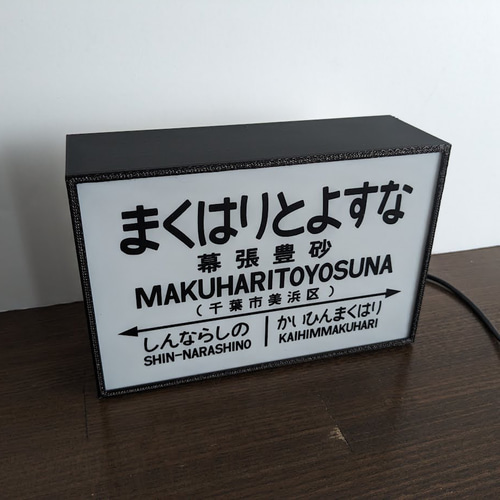 まくはりとよすな
幕張豊砂
MAKUHARITOYOSUNA
(千葉市美浜区)
しんならしの かいひんまくはり
SHIN-NARASHINO KAIHIMMAKUHARI